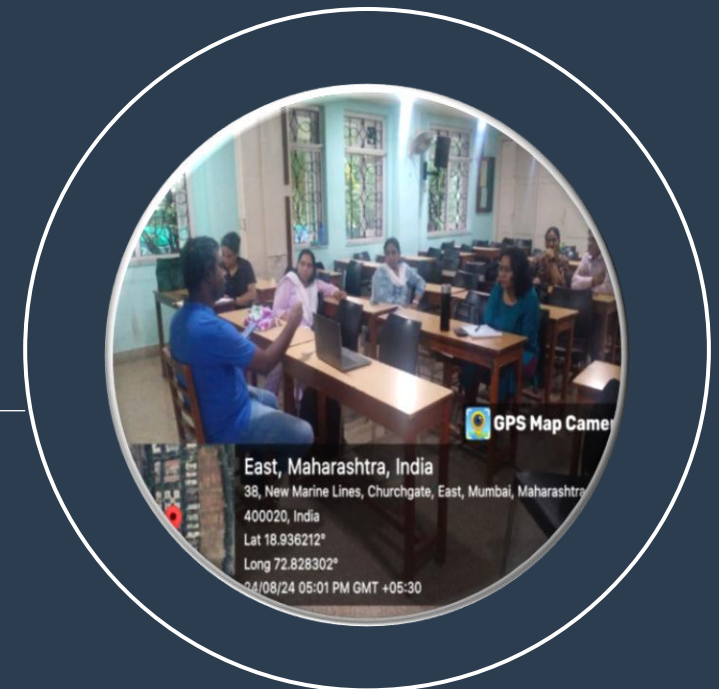 GPS Map Camer
East, Maharashtra, India
38, New Marine Lines, Churchgate, East, Mumbai, Maharashtra
400020, India
Lat 18.936212°
Long 72.828302°
24/08/24 05:01 PM GMT +05:30